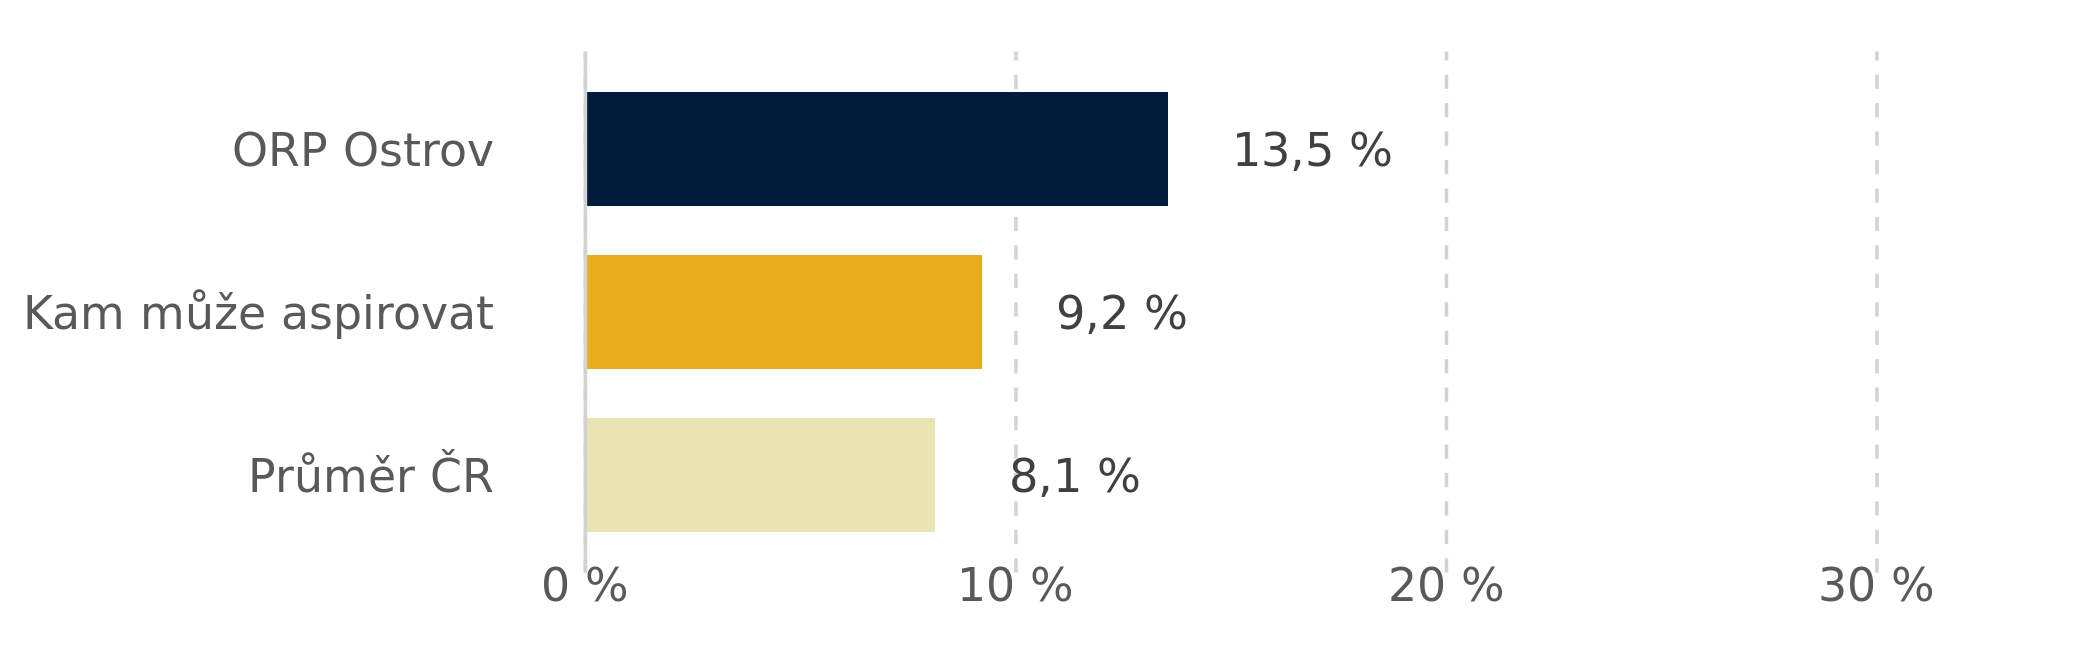 ORP Ostrov
13,5 %
Kam může aspirovat
9,2 %
Průměr ČR
8,1 %
0 %
10 %
20 %
30 %